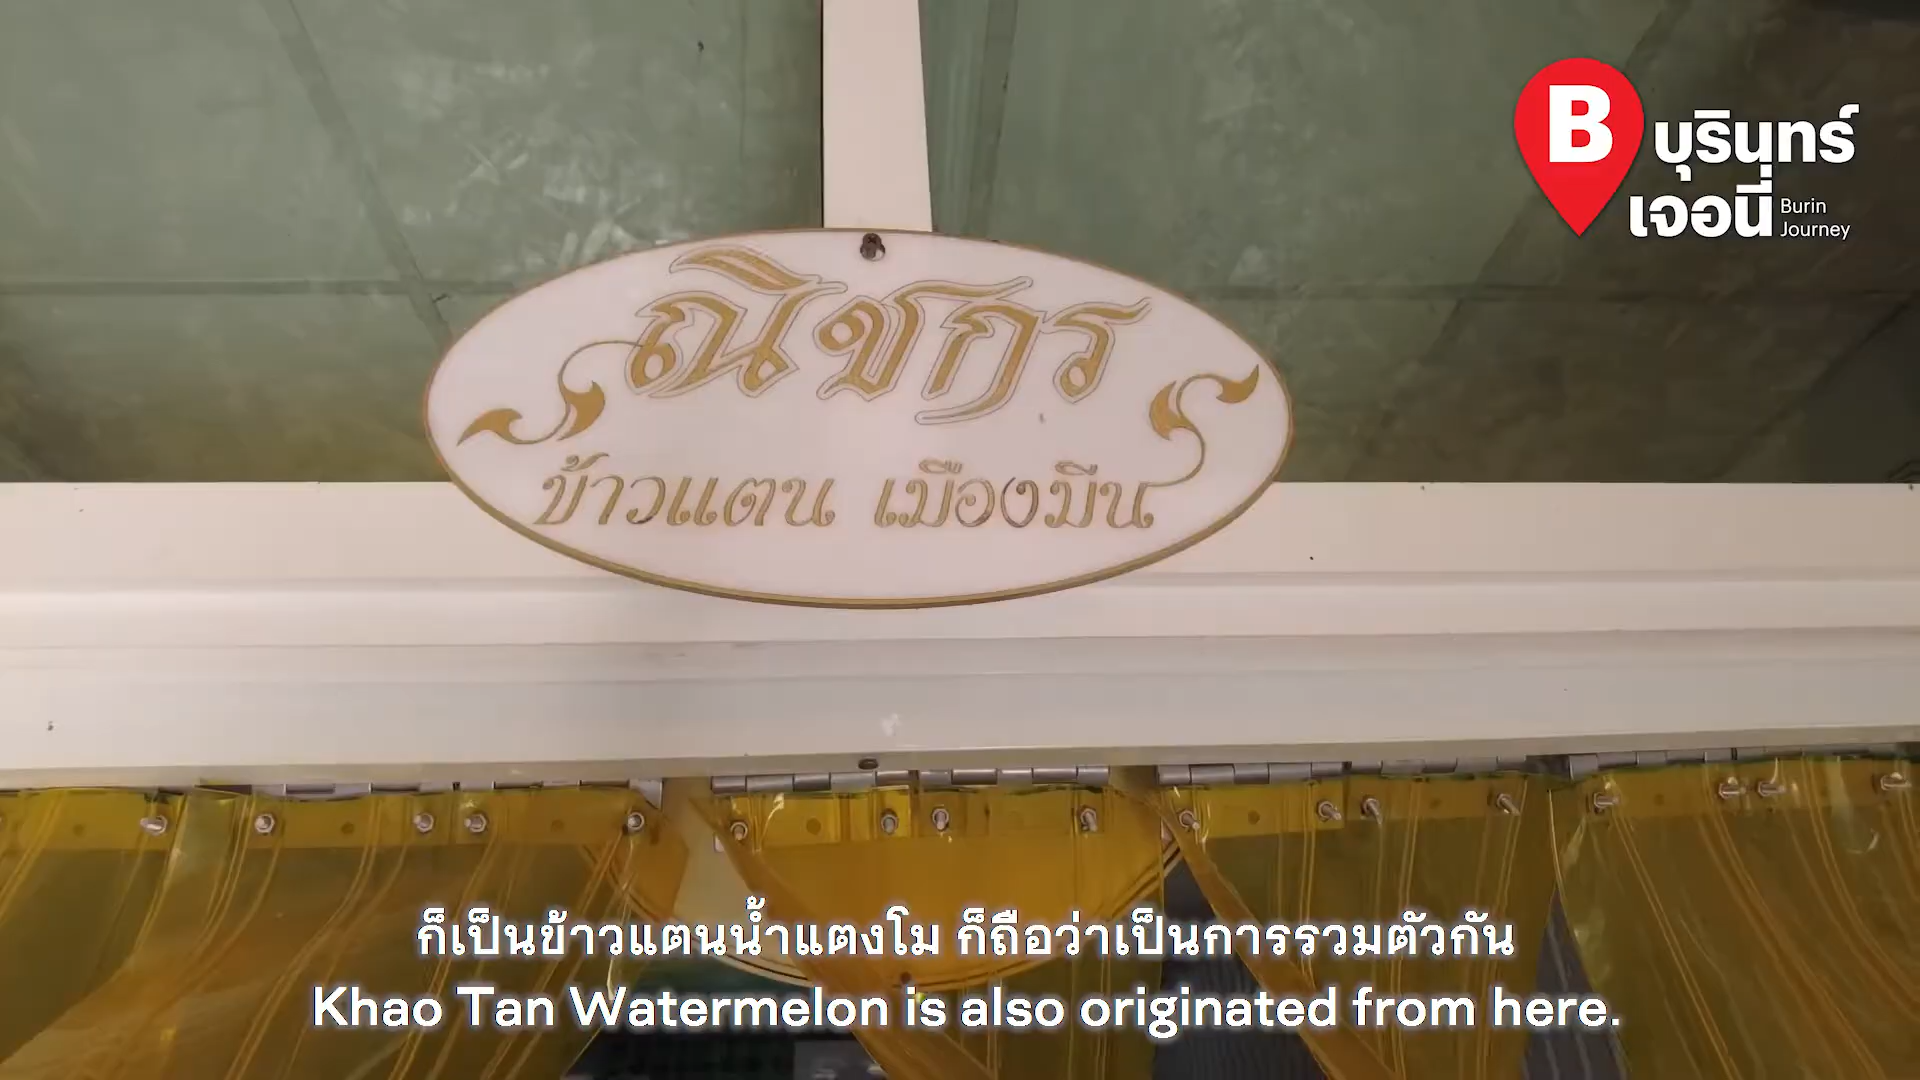 B
บุรินทร์
เจอนี่
Burin
Journey
ณิชกร
ข้าวแตน เมืองมีน
ก็เป็นข้าวแตนน้ำแตงโม ก็ถือว่าเป็นการรวมตัวกัน
Khao Tan Watermelon is also originated from here.